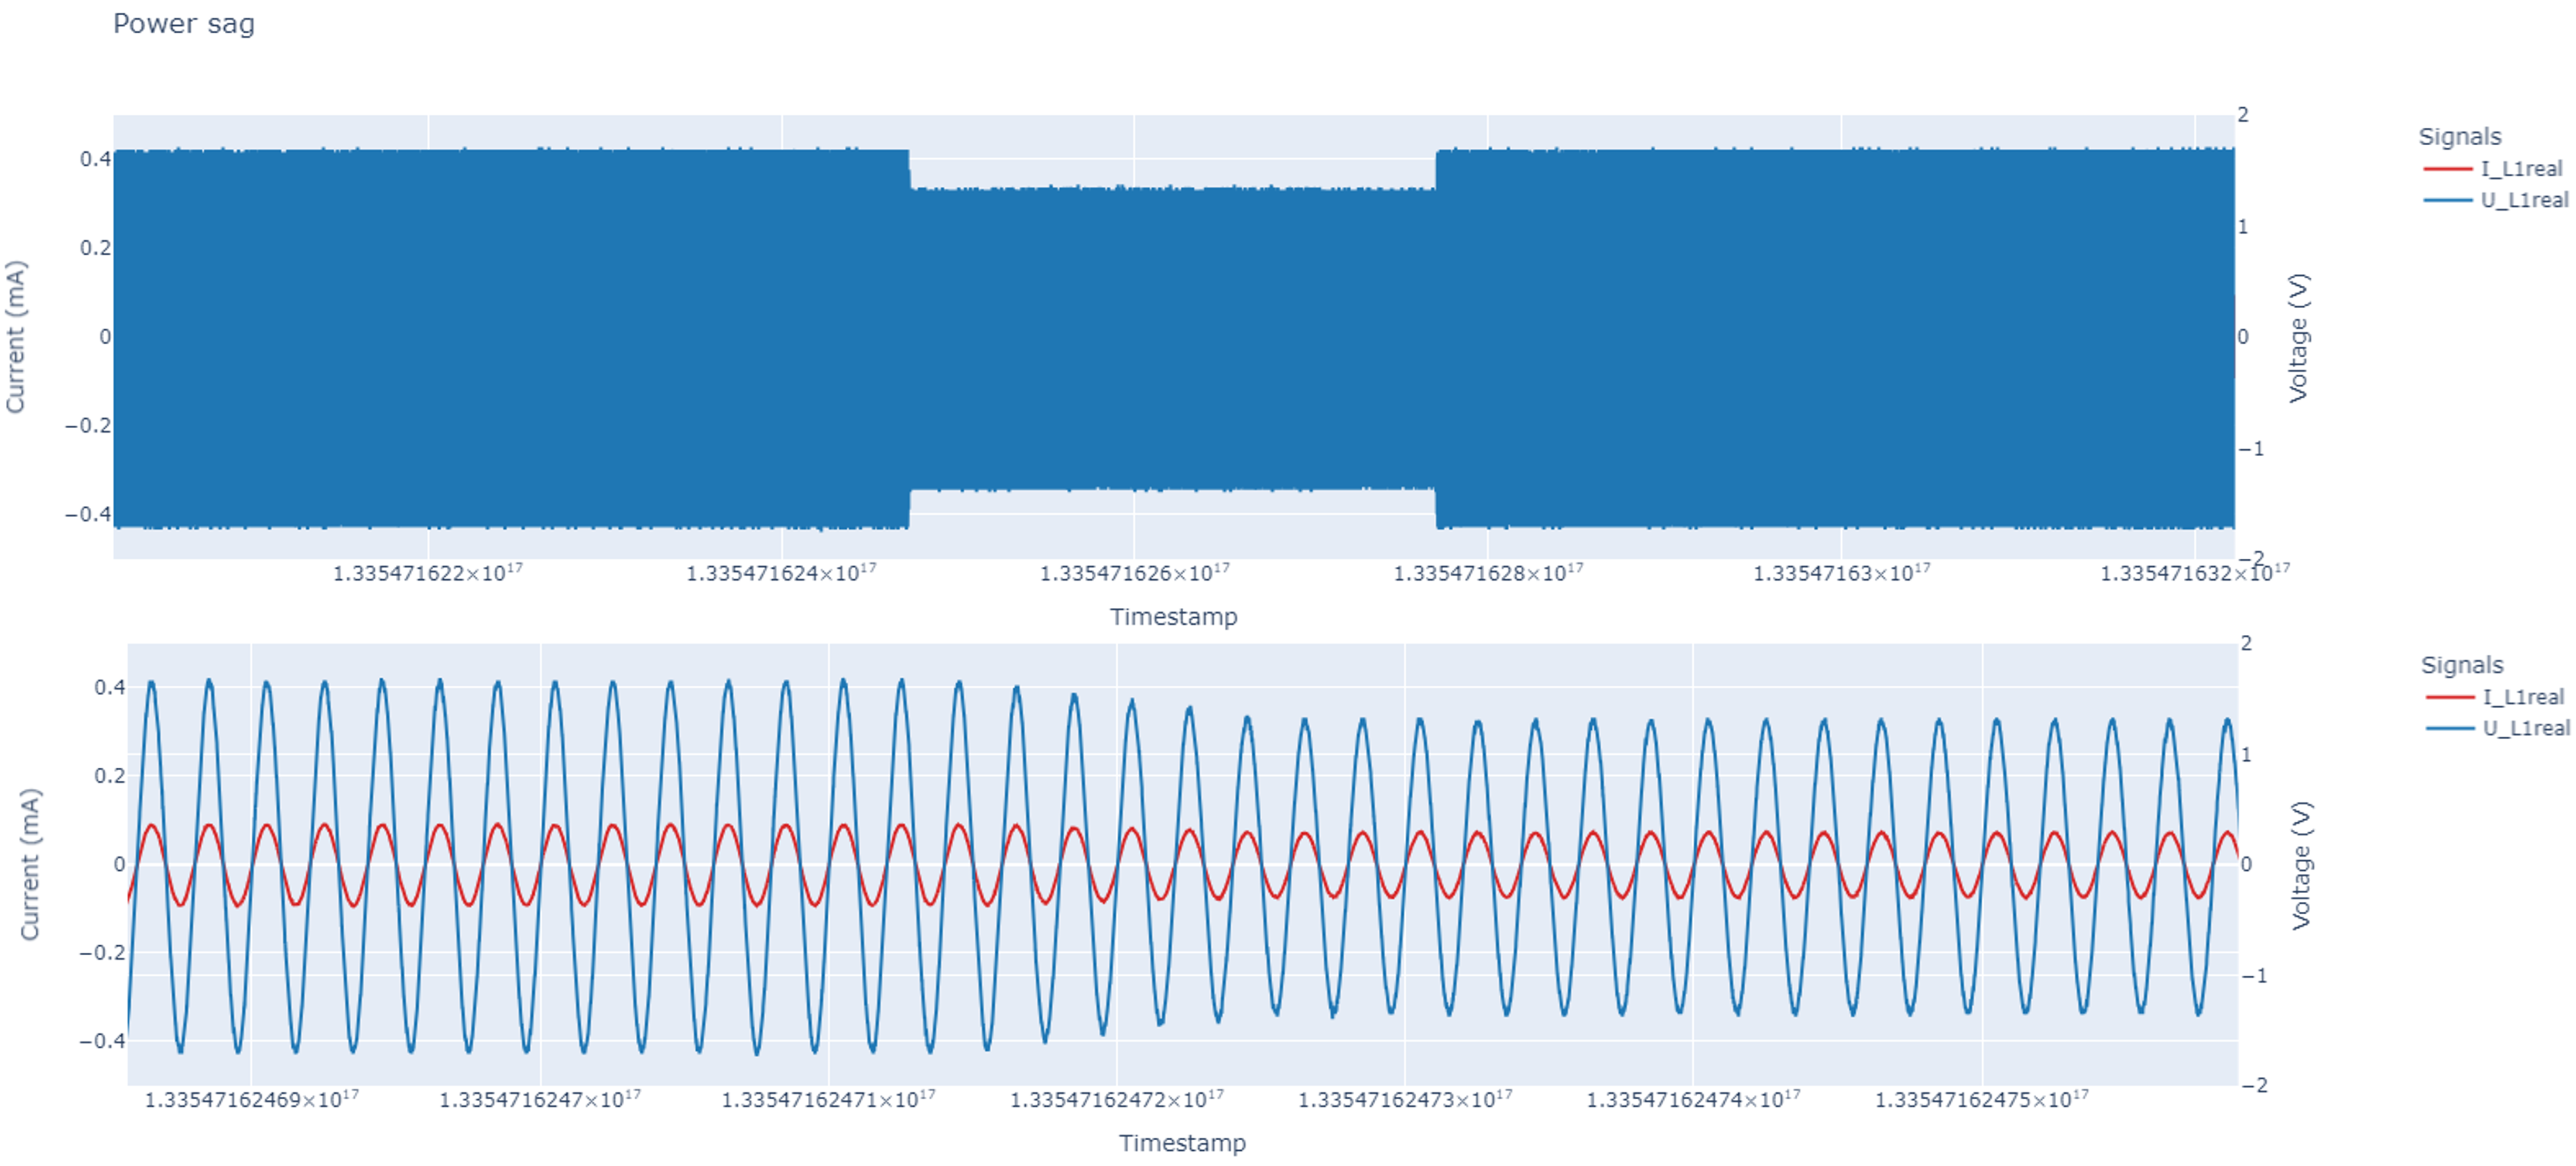 Power sag
2
0.4
0.2
0
−0.2
−0.4
Current (mA)
1
0
−1
−2
Voltage (V)
Signals
I_L1real
U_L1real
1.335471622×10¹⁷ 1.335471624×10¹⁷ 1.335471626×10¹⁷ 1.335471628×10¹⁷ 1.33547163×10¹⁷ 1.335471632×10¹⁷
Timestamp
2
0.4
0.2
0
−0.2
−0.4
Current (mA)
1
0
−1
−2
Voltage (V)
Signals
I_L1real
U_L1real
1.33547162469×10¹⁷ 1.3354716247×10¹⁷ 1.33547162471×10¹⁷ 1.33547162472×10¹⁷ 1.33547162473×10¹⁷ 1.33547162474×10¹⁷ 1.33547162475×10¹⁷
Timestamp